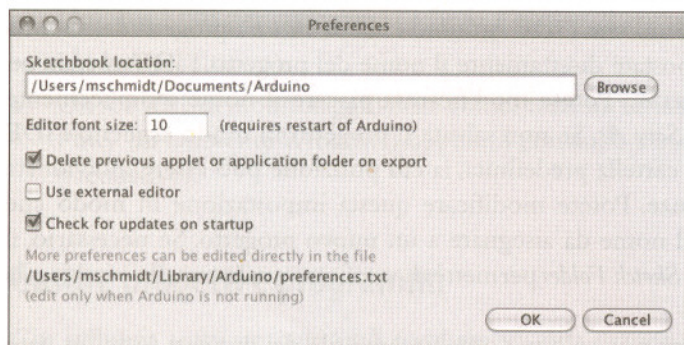 Preferences
Sketchbook location:
/Users/mschmidt/Documents/Arduino
Browse
Editor font size: 10 (requires restart of Arduino)
Delete previous applet or application folder on export
Use external editor
Check for updates on startup
More preferences can be edited directly in the file
/Users/mschmidt/Library/Arduino/preferences.txt
(edit only when Arduino is not running)
OK Cancel